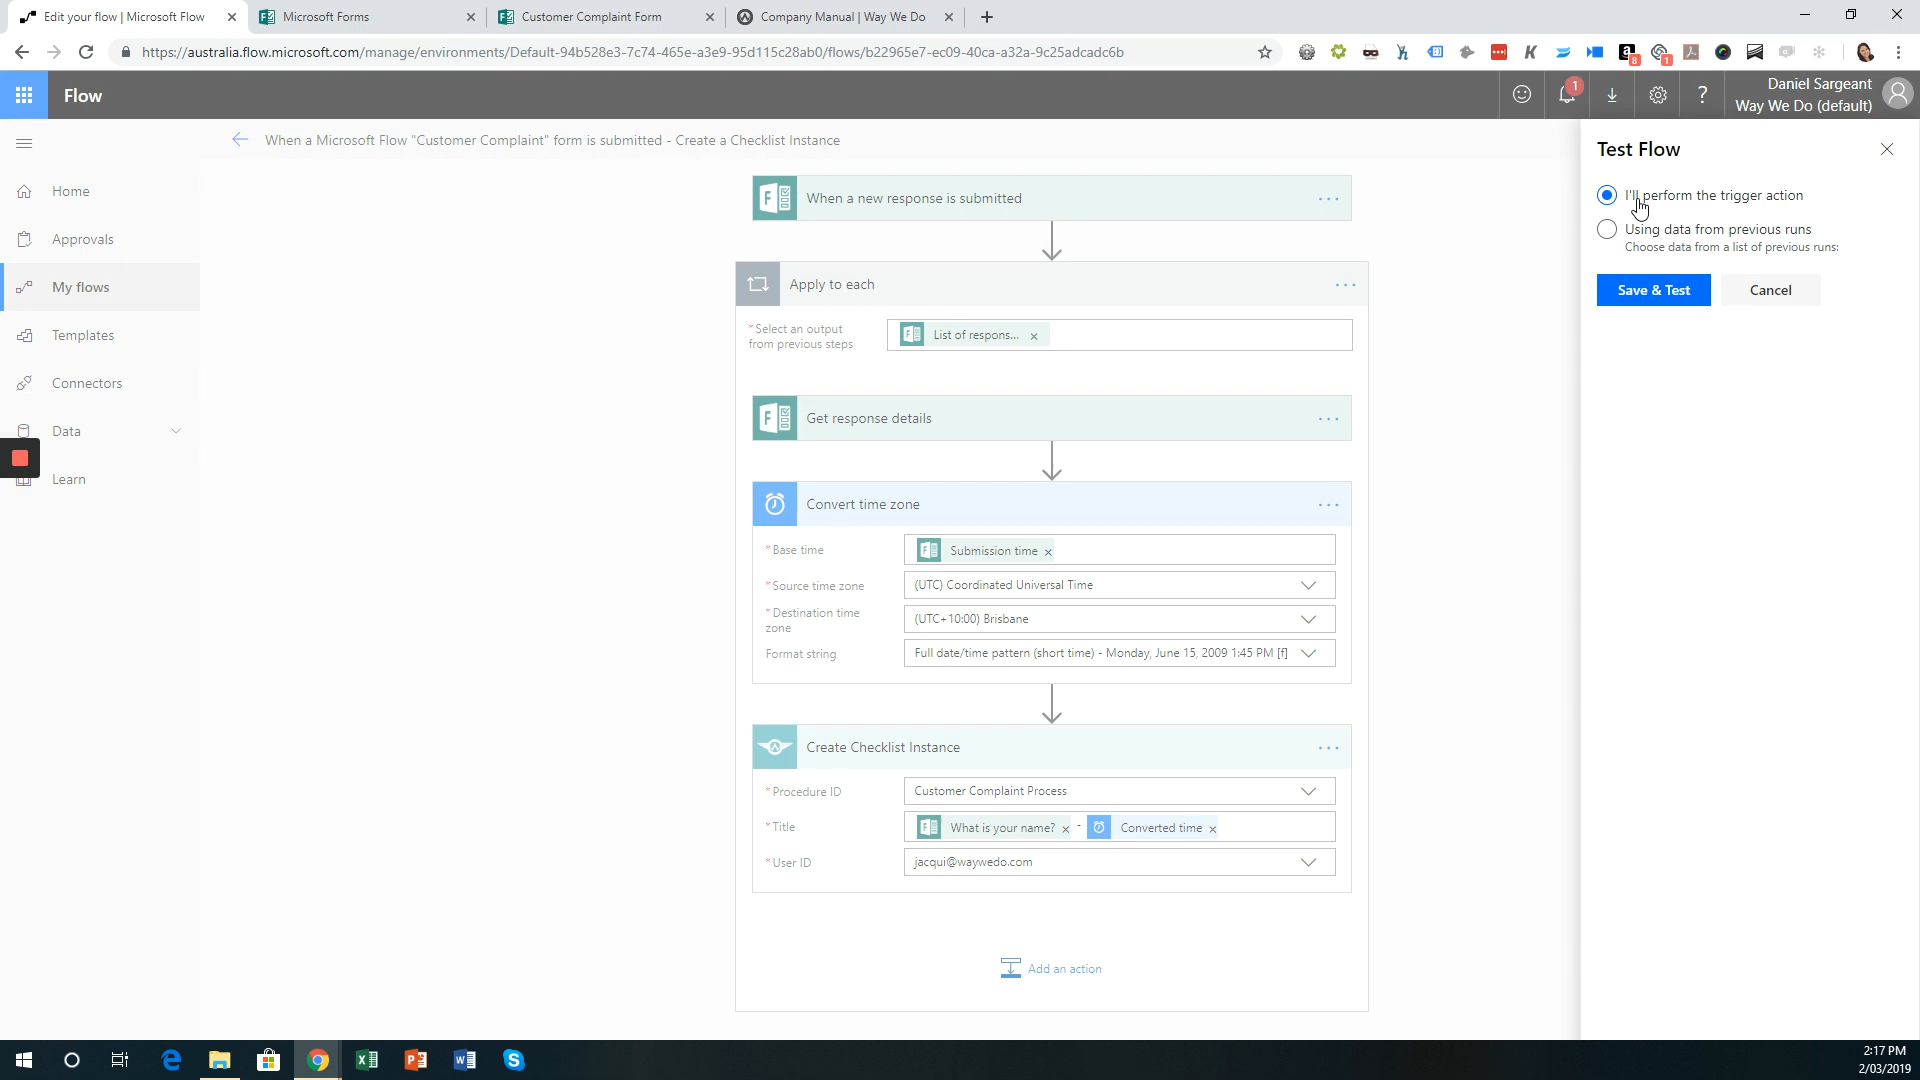 Edit your flow | Microsoft Flow
Microsoft Forms
Customer Complaint Form
Company Manual | Way We Do
https://australia.flow.microsoft.com/manage/environments/Default-94b528e3-7c74-465e-a3e9-95d115c28ab0/flows/b22965e7-ec09-40ca-a32a-9c25adcadc6b
8
1
Flow
1
?
Daniel Sargeant
Way We Do (default)
When a Microsoft Flow "Customer Complaint" form is submitted - Create a Checklist Instance
Home
Approvals
My flows
Templates
Connectors
Data
Learn
When a new response is submitted
Apply to each
*Select an output
from previous steps
List of respons...
Get response details
Convert time zone
*Base time
Submission time
*Source time zone
(UTC) Coordinated Universal Time
*Destination time
zone
(UTC+10:00) Brisbane
Format string
Full date/time pattern (short time) - Monday, June 15, 2009 1:45 PM [f]
Create Checklist Instance
*Procedure ID
Customer Complaint Process
*Title
What is your name? - Converted time
*User ID
jacqui@waywedo.com
Add an action
Test Flow
I'll perform the trigger action
Using data from previous runs
Choose data from a list of previous runs:
Save & Test
Cancel
2:17 PM
2/03/2019